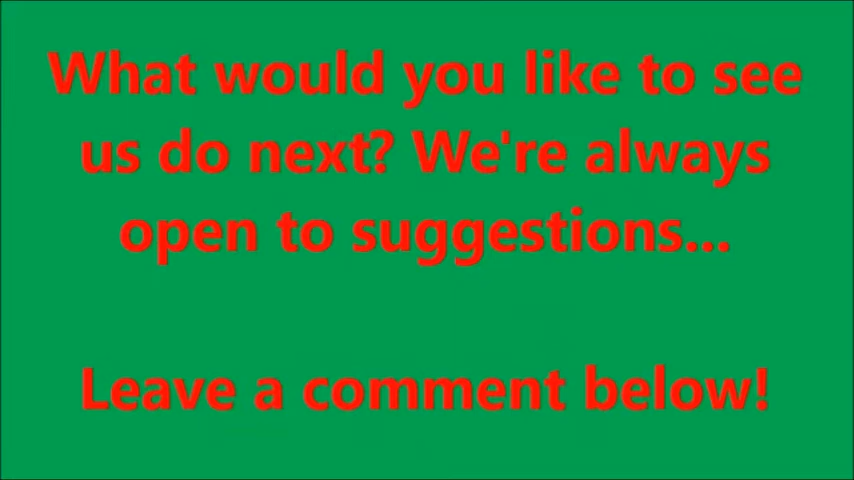 What would you like to see
us do next? We're always
open to suggestions...
Leave a comment below!